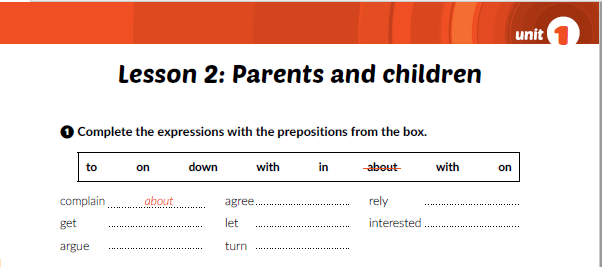 unit 1
Lesson 2: Parents and children
1 Complete the expressions with the prepositions from the box.
to on down with in about with on
complain about agree rely
get let interested
argue turn